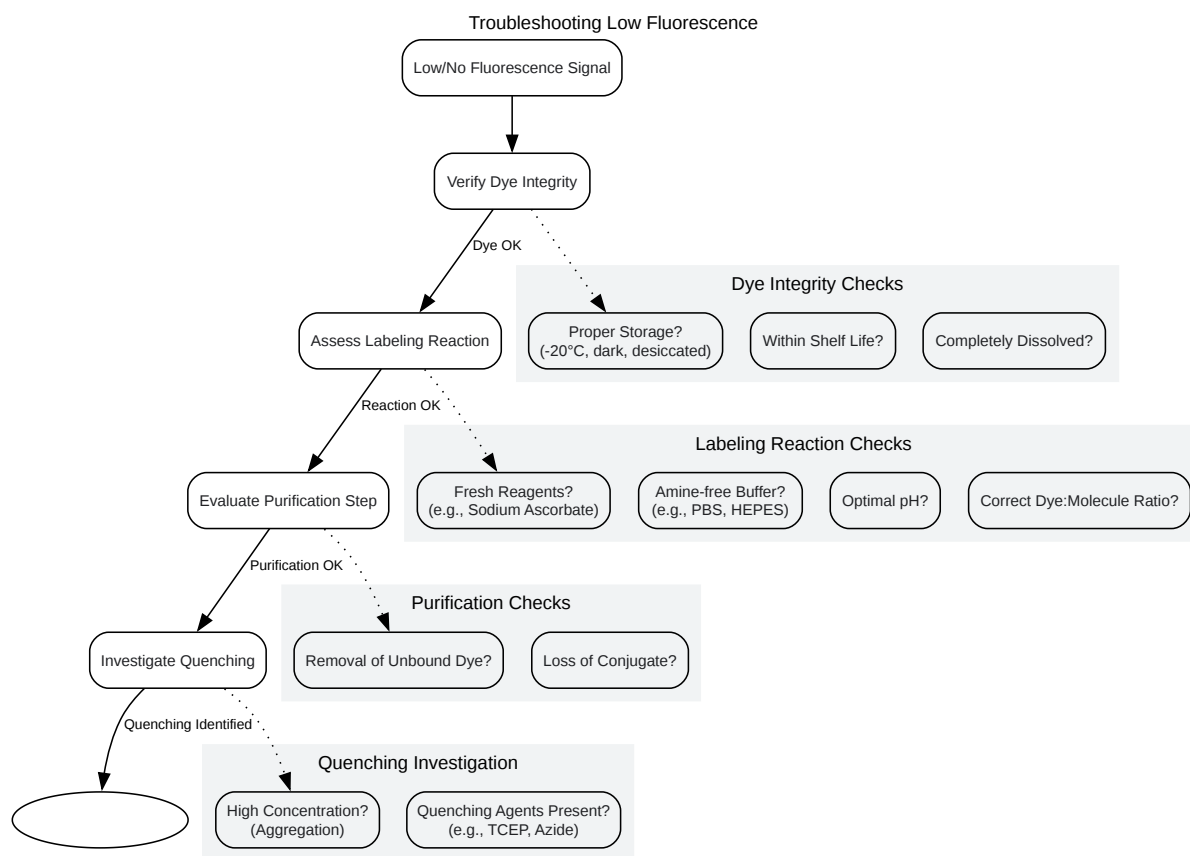 Troubleshooting Low Fluorescence
Low/No Fluorescence Signal
Verify Dye Integrity
Dye OK
Dye Integrity Checks
Assess Labeling Reaction
Proper Storage?
(-20°C, dark, desiccated)
Within Shelf Life?
Completely Dissolved?
Reaction OK
Labeling Reaction Checks
Evaluate Purification Step
Fresh Reagents?
(e.g., Sodium Ascorbate)
Amine-free Buffer?
(e.g., PBS, HEPES)
Optimal pH?
Correct Dye:Molecule Ratio?
Purification OK
Purification Checks
Investigate Quenching
Removal of Unbound Dye?
Loss of Conjugate?
Quenching Identified
Quenching Investigation
High Concentration?
(Aggregation)
Quenching Agents Present?
(e.g., TCEP, Azide)